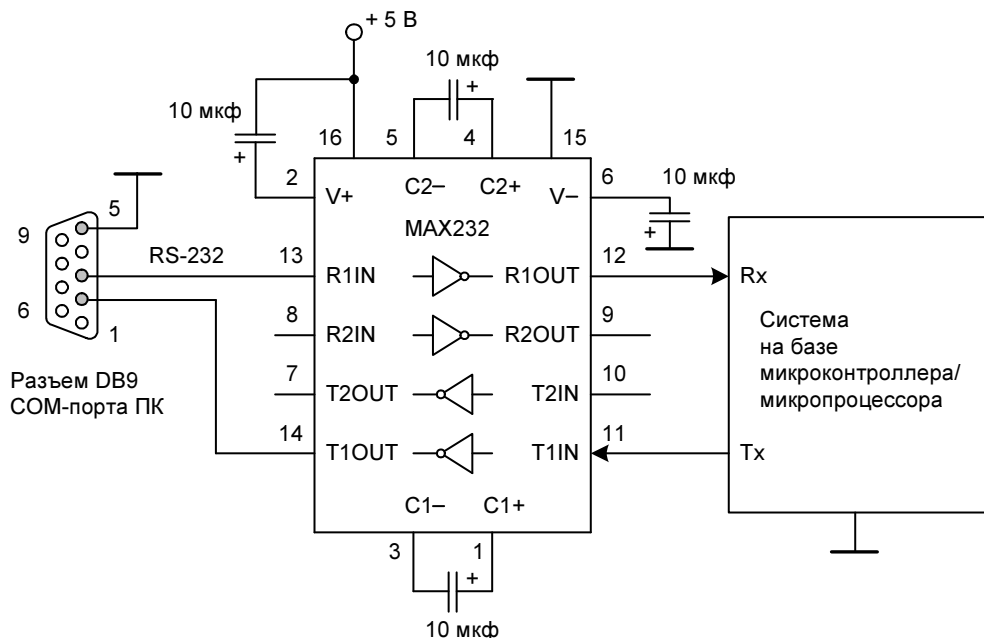 + 5 В
10 мкф
+
10 мкф
+
16
5
4
15
2
6
10 мкф
+
V+
C2–
C2+
V–
MAX232
5
9
6
1
RS-232
13
R1IN
R1OUT
12
Rx
8
R2IN
R2OUT
9
7
T2OUT
T2IN
10
14
T1OUT
T1IN
11
Tx
Разъем DB9
COM-порта ПК
Система
на базе
микроконтроллера/
микропроцессора
C1–
C1+
3
1
+
10 мкф